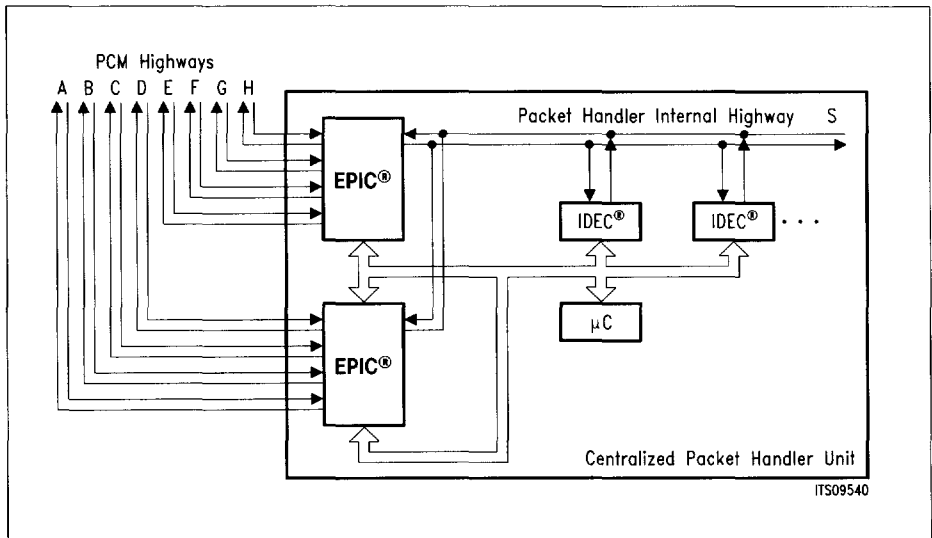 PCM Highways
A B C D E F G H
Packet Handler Internal Highway S
EPIC®
IDEC® IDEC® · · ·
μC
EPIC®
Centralized Packet Handler Unit
ITS09540